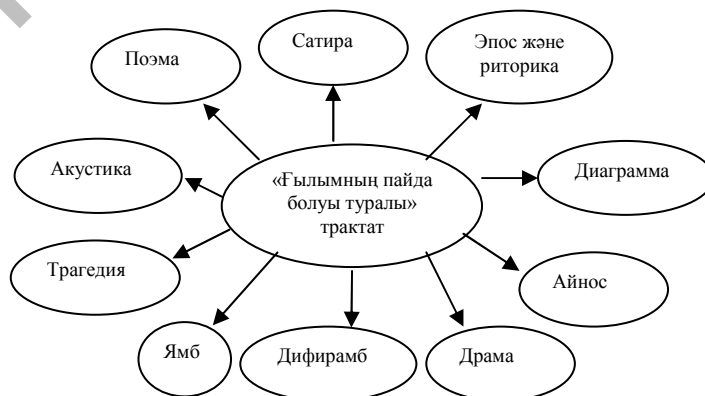 Сатира
Эпос және
риторика
Поэма
Акустика
«Ғылымның пайда
болуы туралы»
трактат
Диаграмма
Трагедия
Айнос
Ямб
Дифирамб
Драма